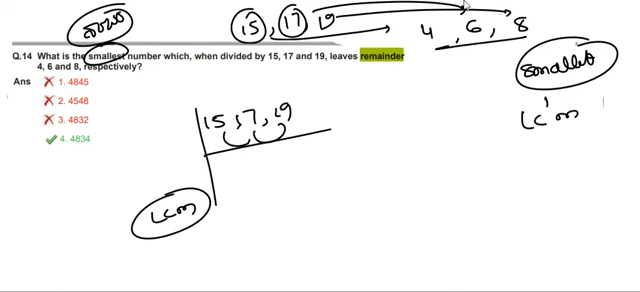 15, 17 19 4, 6, 8
Q.14 What is the smallest number which, when divided by 15, 17 and 19, leaves remainder
4, 6 and 8, respectively?
smallest
Ans 1. 4845
2. 4548
3. 4832
4. 4834
15, 17, 19
LCM
LCM